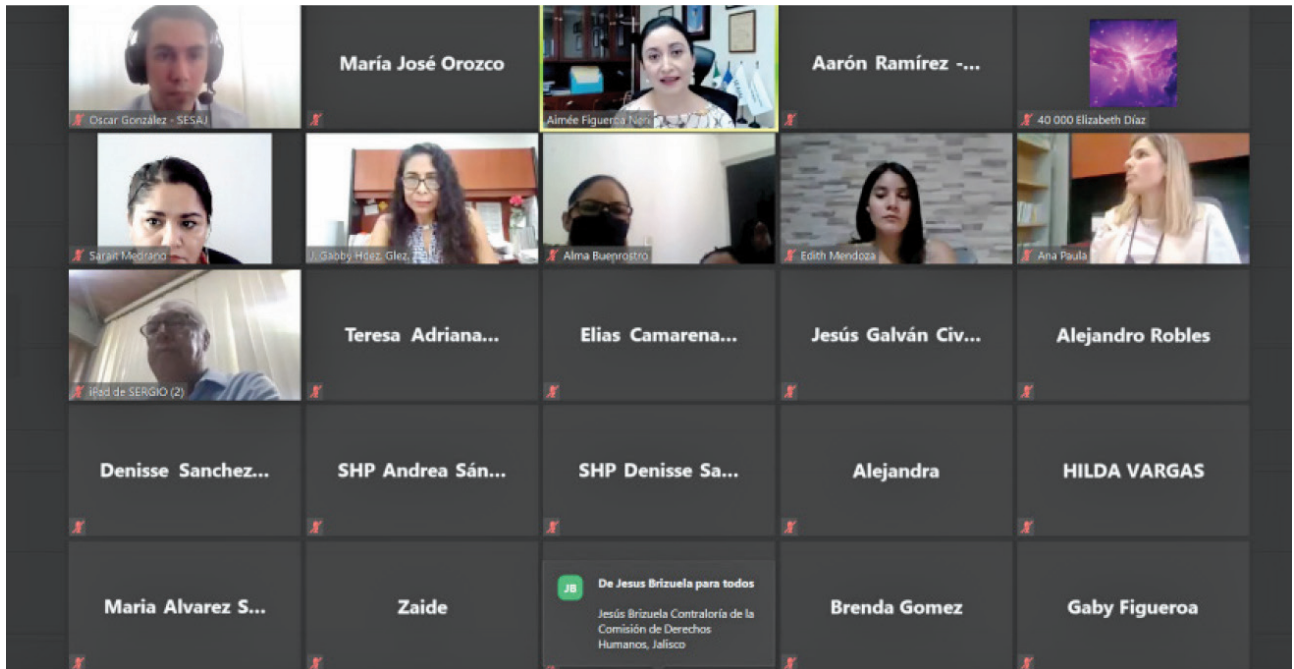 María José Orozco
Aarón Ramírez -...
Oscar González - SESAJ
Aimée Figueroa Neri
40 000 Elizabeth Díaz
Sarait Medrano
J. Gabby Hdez. Glez.
Alma Buenrostro
Edith Mendoza
Ana Paula
iPad de SERGIO (2)
Teresa Adriana...
Elias Camarena...
Jesús Galván Civ...
Alejandro Robles
Denisse Sanchez...
SHP Andrea Sán...
SHP Denisse Sa...
Alejandra
HILDA VARGAS
Maria Alvarez S...
Zaide
JB
De Jesus Brizuela para todos
Jesús Brizuela Contraloría de la
Comisión de Derechos
Humanos, Jalisco
Brenda Gomez
Gaby Figueroa